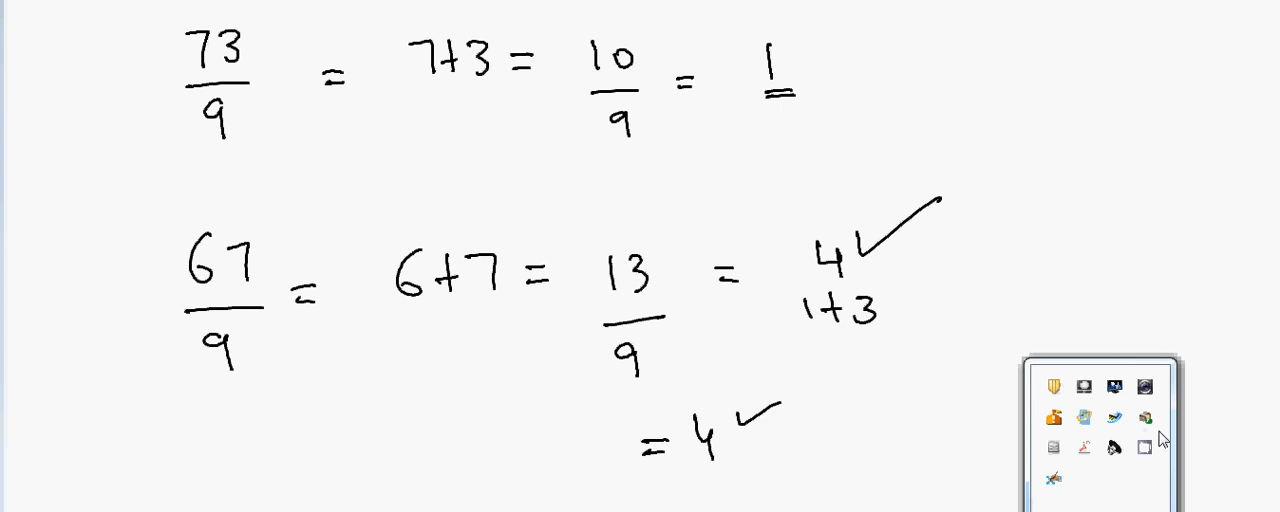 73/9 = 7+3 = 10/9 = 1
67/9 = 6+7 = 13/9 = 4
1+3
= 4